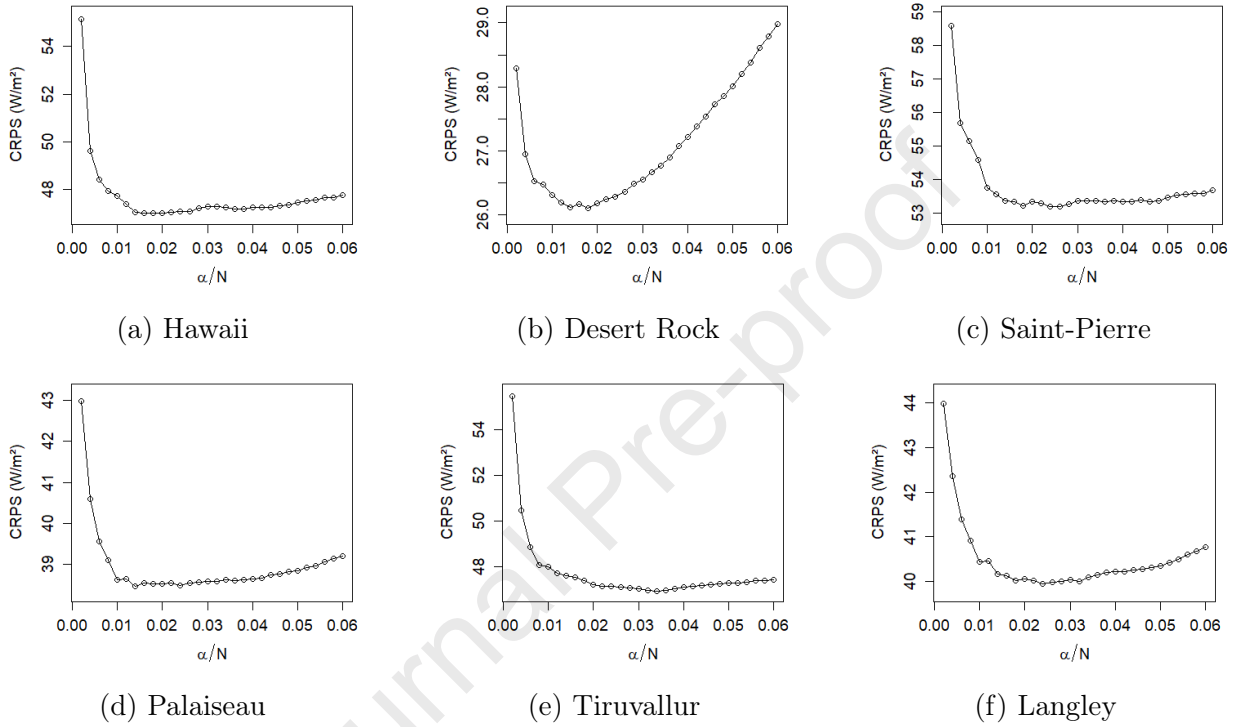 CRPS (W/m²)
54
52
50
48
0.00 0.01 0.02 0.03 0.04 0.05 0.06
α/N
(a) Hawaii
CRPS (W/m²)
29.0
28.0
27.0
26.0
0.00 0.01 0.02 0.03 0.04 0.05 0.06
α/N
(b) Desert Rock
CRPS (W/m²)
59
58
57
56
55
54
53
0.00 0.01 0.02 0.03 0.04 0.05 0.06
α/N
(c) Saint-Pierre
CRPS (W/m²)
43
42
41
40
39
0.00 0.01 0.02 0.03 0.04 0.05 0.06
α/N
(d) Palaiseau
CRPS (W/m²)
54
52
50
48
0.00 0.01 0.02 0.03 0.04 0.05 0.06
α/N
(e) Tiruvallur
CRPS (W/m²)
44
43
42
41
40
0.00 0.01 0.02 0.03 0.04 0.05 0.06
α/N
(f) Langley
urnal Pre-proof